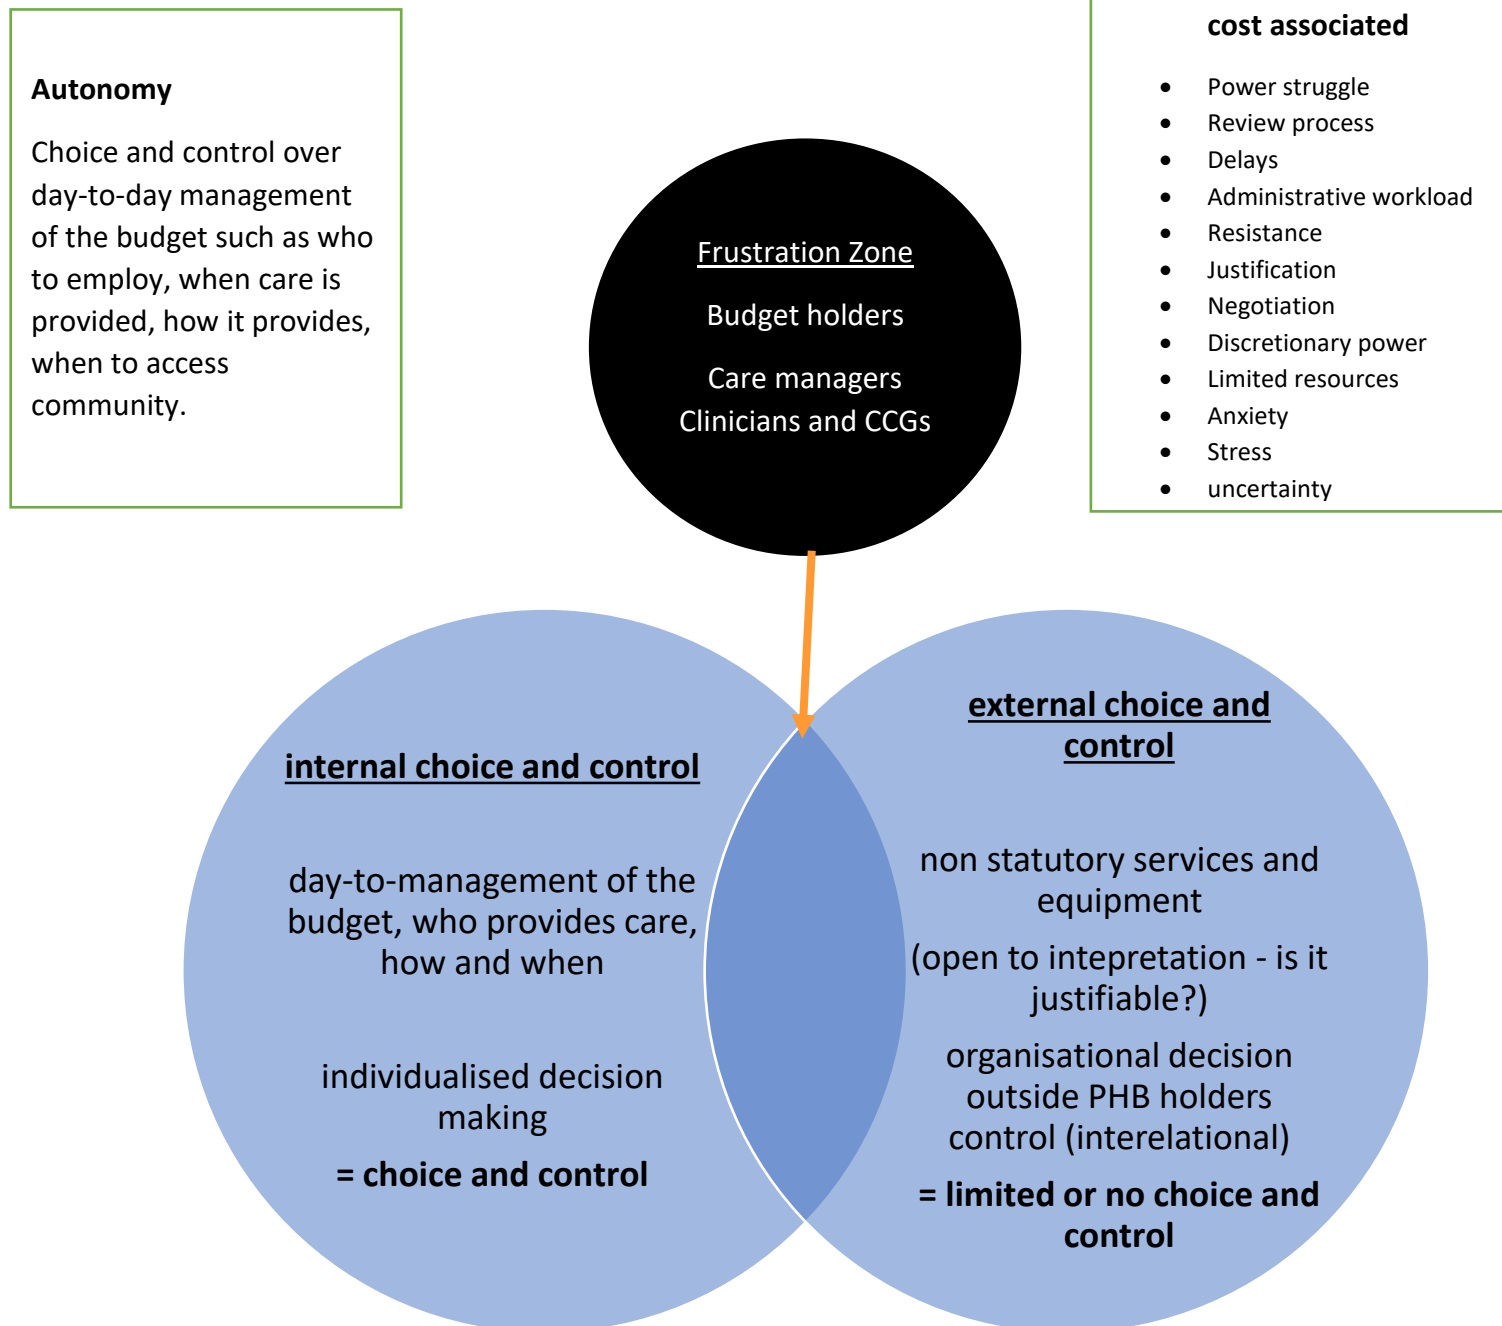 Autonomy
Choice and control over
day-to-day management
of the budget such as who
to employ, when care is
provided, how it provides,
when to access
community.
cost associated
• Power struggle
• Review process
• Delays
• Administrative workload
• Resistance
• Justification
• Negotiation
• Discretionary power
• Limited resources
• Anxiety
• Stress
• uncertainty
Frustration Zone
Budget holders
Care managers
Clinicians and CCGs
internal choice and control
day-to-management of the
budget, who provides care,
how and when
individualised decision
making
= choice and control
external choice and
control
non statutory services and
equipment
(open to intepretation - is it
justifiable?)
organisational decision
outside PHB holders
control (interelational)
= limited or no choice and
control